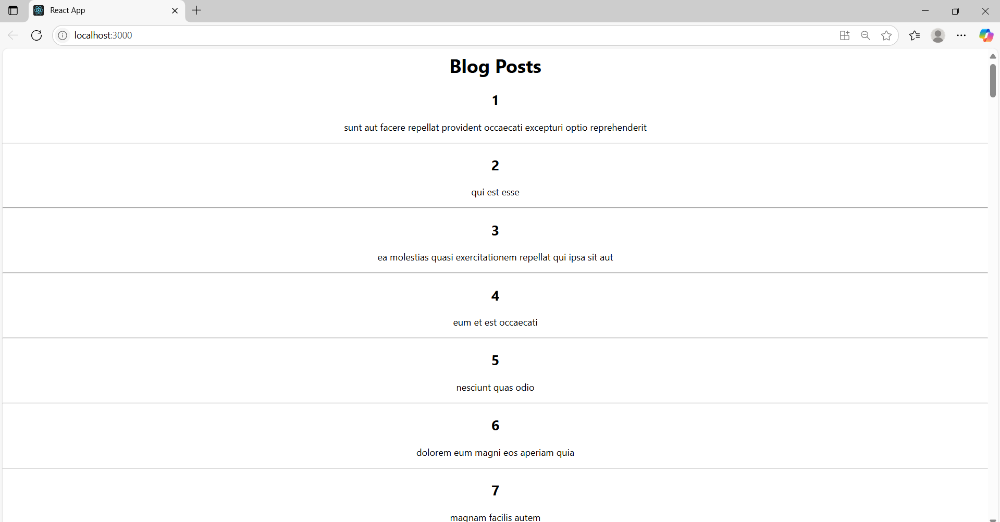 React App
localhost:3000
Blog Posts
1
sunt aut facere repellat provident occaecati excepturi optio reprehenderit
2
qui est esse
3
ea molestias quasi exercitationem repellat qui ipsa sit aut
4
eum et est occaecati
5
nesciunt quas odio
6
dolorem eum magni eos aperiam quia
7
magnam facilis autem